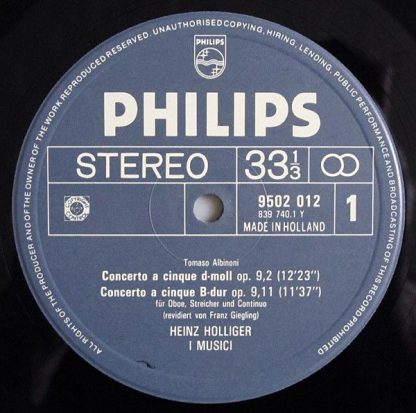 ALL RIGHTS OF THE PRODUCER AND OF THE OWNER OF THE WORK REPRODUCED RESERVED. UNAUTHORISED COPYING, HIRING, LENDING, PUBLIC PERFORMANCE AND BROADCASTING OF THIS RECORD PROHIBITED
PHILIPS
PHILIPS
STEREO 33 1/3
9502 012
839 740.1 Y
MADE IN HOLLAND
1
Tomaso Albinoni
Concerto a cinque d-moll op. 9,2 (12'23")
Concerto a cinque B-dur op. 9,11 (11'37")
für Oboe, Streicher und Continuo
(revidiert von Franz Giegling)
HEINZ HOLLIGER
I MUSICI